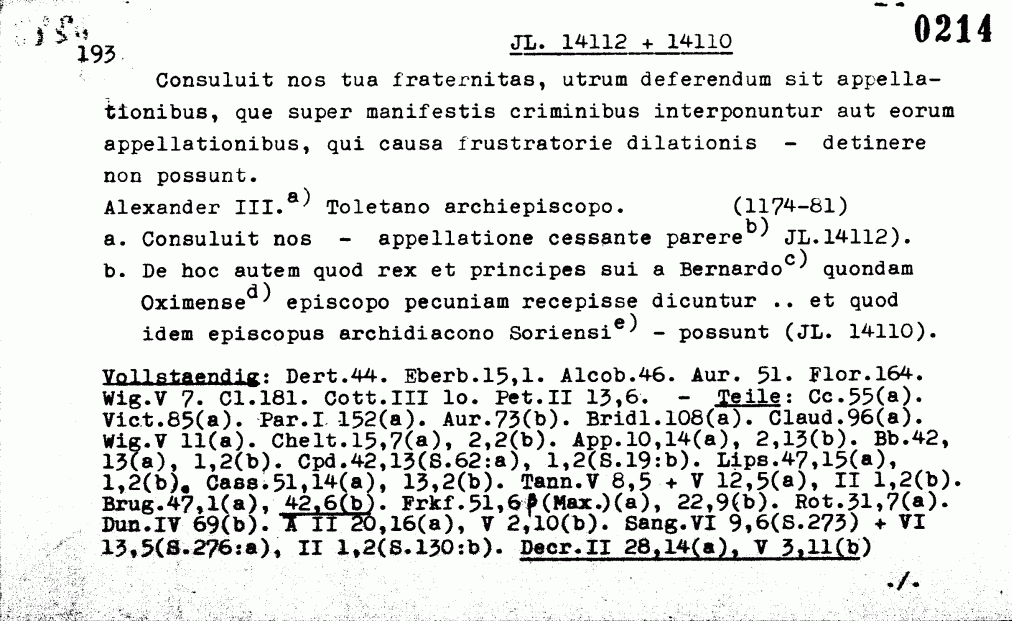 0214
193
JL. 14112 + 14110
Consuluit nos tua fraternitas, utrum deferendum sit appella-
tionibus, que super manifestis criminibus interponuntur aut eorum
appellationibus, qui causa frustratorie dilationis - detinere
non possunt.
Alexander III.a) Toletano archiepiscopo. (1174-81)
a. Consuluit nos - appellatione cessante parereb) JL.14112).
b. De hoc autem quod rex et principes sui a Bernardoc) quondam
Oximensed) episcopo pecuniam recepisse dicuntur .. et quod
idem episcopus archidiacono Soriensie) - possunt (JL. 14110).
Vollstaendig: Dert.44. Eberb.15,1. Alcob.46. Aur. 51. Flor.164.
Wig.V 7. Cl.181. Cott.III lo. Pet.II 13,6. - Teile: Cc.55(a).
Vict.85(a). Par.I 152(a). Aur.73(b). Bridl.108(a). Claud.96(a).
Wig.V 11(a). Chelt.15,7(a), 2,2(b). App.10,14(a), 2,13(b). Bb.42,
13(a), 1,2(b). Cpd.42,13(S.62:a), 1,2(S.19:b). Lips.47,15(a),
1,2(b). Cass.51,14(a), 13,2(b). Tann.V 8,5 + V 12,5(a), II 1,2(b).
Brug.47,1(a), 42,6(b). Frkf.51,6β(Max.)(a), 22,9(b). Rot.31,7(a).
Dun.IV 69(b). A II 20,16(a), V 2,10(b). Sang.VI 9,6(S.273) + VI
13,5(S.276:a), II 1,2(S.130:b). Decr.II 28,14(a), V 3,11(b)
./.